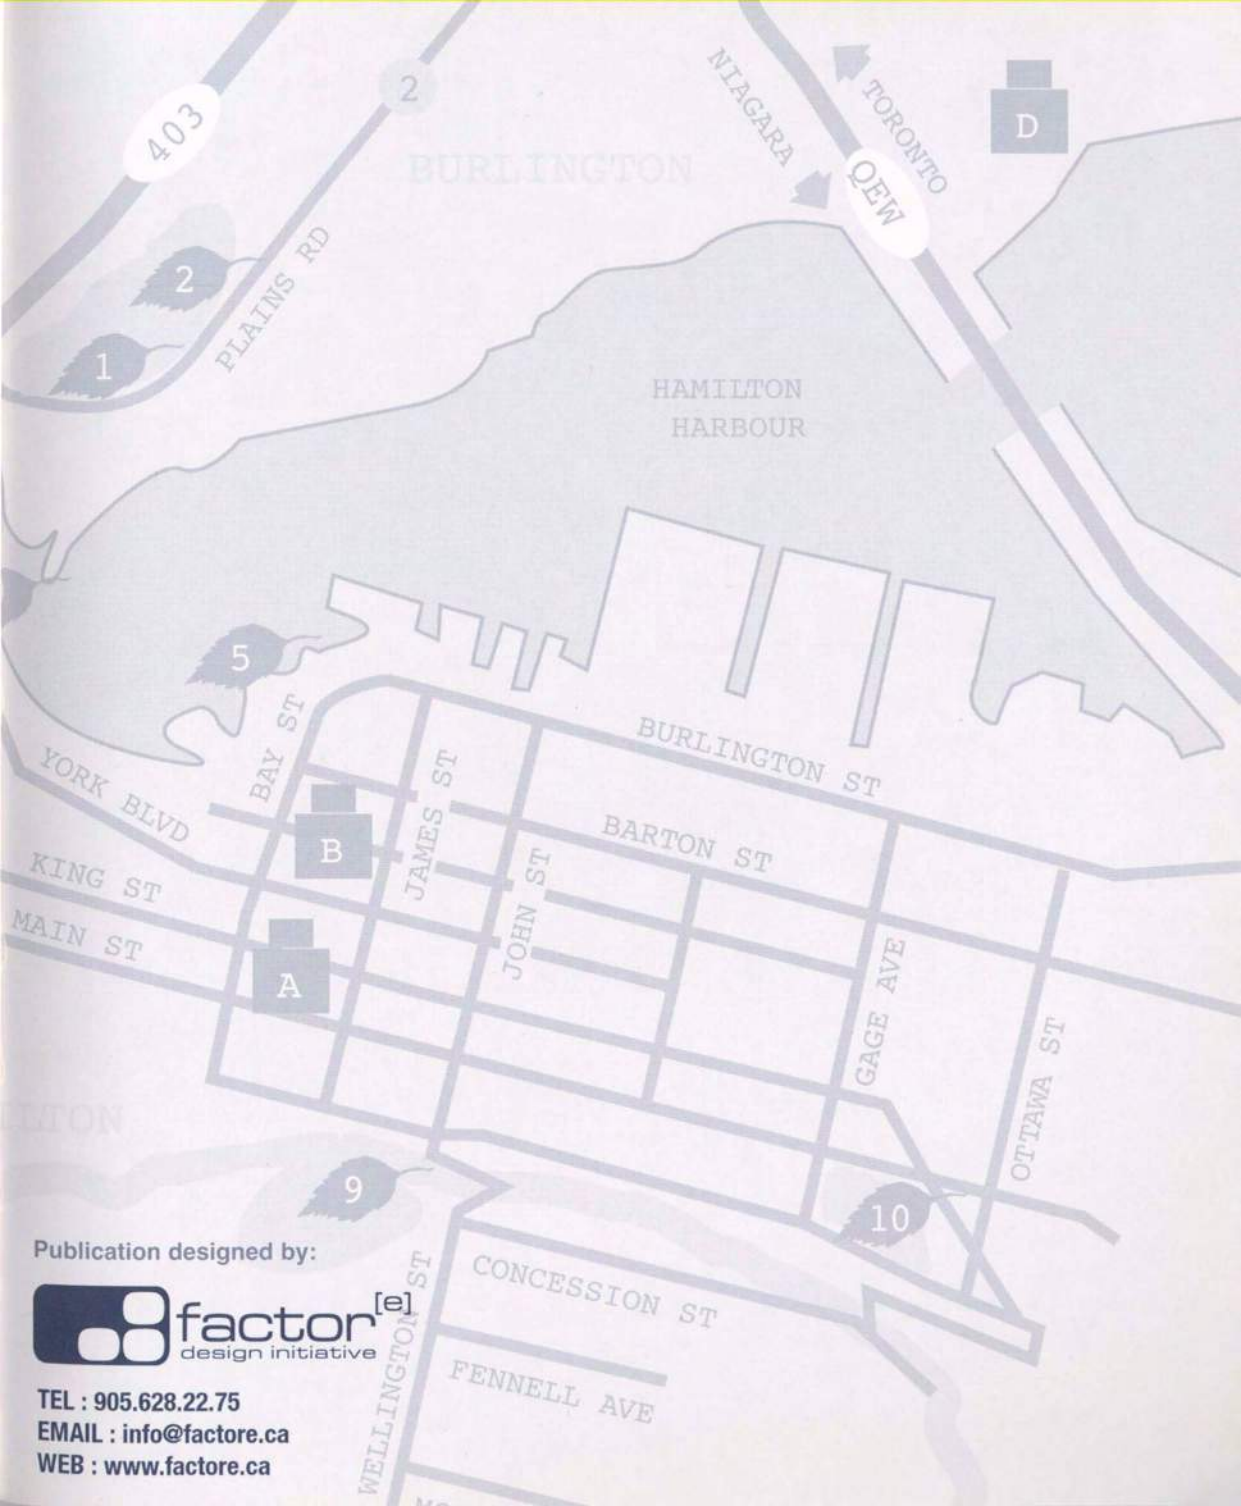 403
2
BURLINGTON
NIAGARA
TORONTO
QEW
D
2
1
PLAINS RD
HAMILTON
HARBOUR
5
BAY ST
YORK BLVD
BURLINGTON ST
JAMES ST
B
BARTON ST
KING ST
JOHN ST
MAIN ST
A
GAGE AVE
OTTAWA ST
LTON
9
10
Publication designed by:
factor[e]
design initiative
WELLINGTON ST
CONCESSION ST
FENNELL AVE
TEL : 905.628.22.75
EMAIL : info@factore.ca
WEB : www.factore.ca